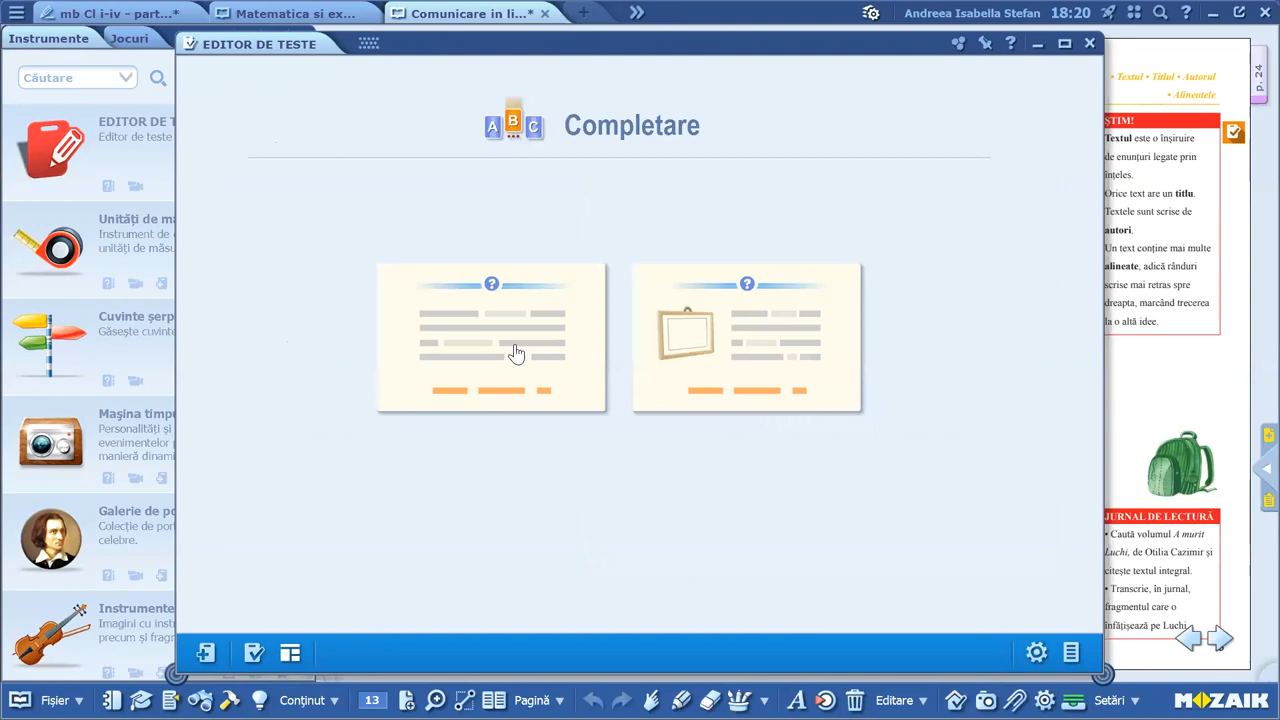 mb Cl i-iv - part...*
Matematica si ex...
Comunicare in li...*
Andreea Isabella Stefan
18:20
Instrumente
Jocuri
EDITOR DE TESTE
Căutare
EDITOR DE T
Editor de teste
Unități de m
Instrument de
unități de măsu
Cuvinte șerp
Găsește cuvinte
Mașina timpu
Personalități și
evenimentelor p
manieră dinami
Galerie de po
Colecție de port
celebre.
Instrumente
Imagini cu instr
precum și fragn
A B C
Completare
?
?
• Textul • Titlul • Autorul
• Alimentele
p. 24
ȘTIM!
Textul este o înșiruire
de enunțuri legate prin
înțeles.
Orice text are un titlu.
Textele sunt scrise de
autori.
Un text conține mai multe
alineate, adică rânduri
scrise mai retras spre
dreapta, marcând trecerea
la o altă idee.
JURNAL DE LECTURĂ
• Caută volumul A murit
Luchi, de Otilia Cazimir și
citește textul integral.
• Transcrie, în jurnal,
fragmentul care o
înfățișează pe Luchi.
Fișier
Conținut
13
Pagină
Editare
Setări
MOZAIK